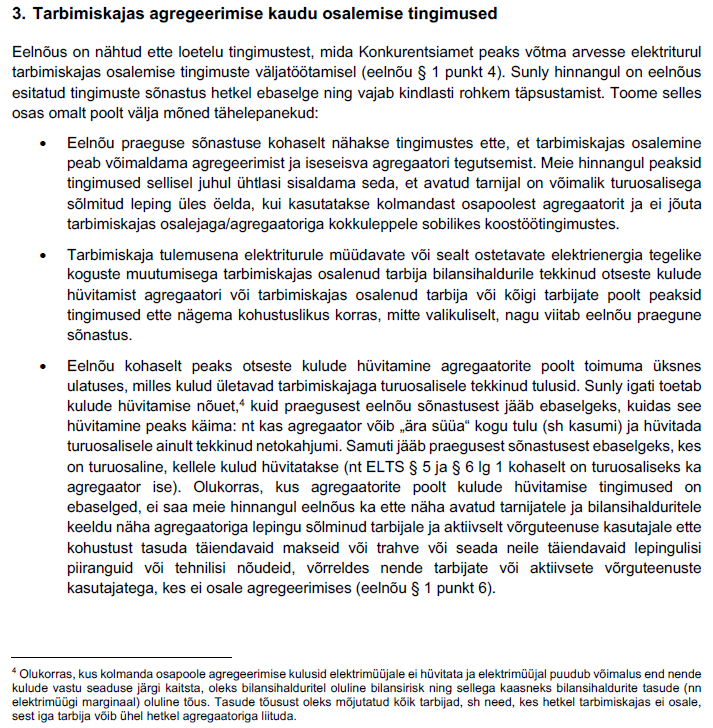 3. Tarbimiskajas agregeerimise kaudu osalemise tingimused
Eelnõus on nähtud ette loetelu tingimustest, mida Konkurentsiamet peaks võtma arvesse elektriturul
tarbimiskajas osalemise tingimuste väljatöötamisel (eelnõu § 1 punkt 4). Sunly hinnangul on eelnõus
esitatud tingimuste sõnastus hetkel ebaselge ning vajab kindlasti rohkem täpsustamist. Toome selles
osas omalt poolt välja mõned tähelepanekud:
• Eelnõu praeguse sõnastuse kohaselt nähakse tingimustes ette, et tarbimiskajas osalemine
peab võimaldama agregeerimist ja iseseisva agregaatori tegutsemist. Meie hinnangul peaksid
tingimused sellisel juhul ühtlasi sisaldama seda, et avatud tarnijal on võimalik turuosalisega
sõlmitud leping üles öelda, kui kasutatakse kolmandast osapoolest agregaatorit ja ei jõuta
tarbimiskajas osalejaga/agregaatoriga kokkuleppele sobilikes koostöötingimustes.
• Tarbimiskaja tulemusena elektriturule müüdavate või sealt ostetavate elektrienergia tegelike
koguste muutumisega tarbimiskajas osalenud tarbija bilansihaldurile tekkinud otseste kulude
hüvitamist agregaatori või tarbimiskajas osalenud tarbija või kõigi tarbijate poolt peaksid
tingimused ette nägema kohustuslikus korras, mitte valikuliselt, nagu viitab eelnõu praegune
sõnastus.
• Eelnõu kohaselt peaks otseste kulude hüvitamine agregaatorite poolt toimuma üksnes
ulatuses, milles kulud ületavad tarbimiskajaga turuosalisele tekkinud tulusid. Sunly igati toetab
kulude hüvitamise nõuet,⁴ kuid praegusest eelnõu sõnastusest jääb ebaselgeks, kuidas see
hüvitamine peaks käima: nt kas agregaator võib „ära süüa“ kogu tulu (sh kasumi) ja hüvitada
turuosalisele ainult tekkinud netokahjumi. Samuti jääb praegusest sõnastusest ebaselgeks, kes
on turuosaline, kellele kulud hüvitatakse (nt ELTS § 5 ja § 6 lg 1 kohaselt on turuosaliseks ka
agregaator ise). Olukorras, kus agregaatorite poolt kulude hüvitamise tingimused on
ebaselged, ei saa meie hinnangul eelnõus ka ette näha avatud tarnijatele ja bilansihalduritele
keeldu näha agregaatoriga lepingu sõlminud tarbijale ja aktiivselt võrguteenuse kasutajale ette
kohustust tasuda täiendavaid makseid või trahve või seada neile täiendavaid lepingulisi
piiranguid või tehnilisi nõudeid, võrreldes nende tarbijate või aktiivsete võrguteenuste
kasutajatega, kes ei osale agregeerimises (eelnõu § 1 punkt 6).
⁴ Olukorras, kus kolmanda osapoole agregeerimise kulusid elektrimüüjale ei hüvitata ja elektrimüüjal puudub võimalus end nende
kulude vastu seaduse järgi kaitsta, oleks bilansihalduritel oluline bilansirisk ning sellega kaasneks bilansihaldurite tasude (nn
elektrimüügi marginaal) oluline tõus. Tasude tõusust oleks mõjutatud kõik tarbijad, sh need, kes hetkel tarbimiskajas ei osale,
sest iga tarbija võib ühel hetkel agregaatoriga liituda.